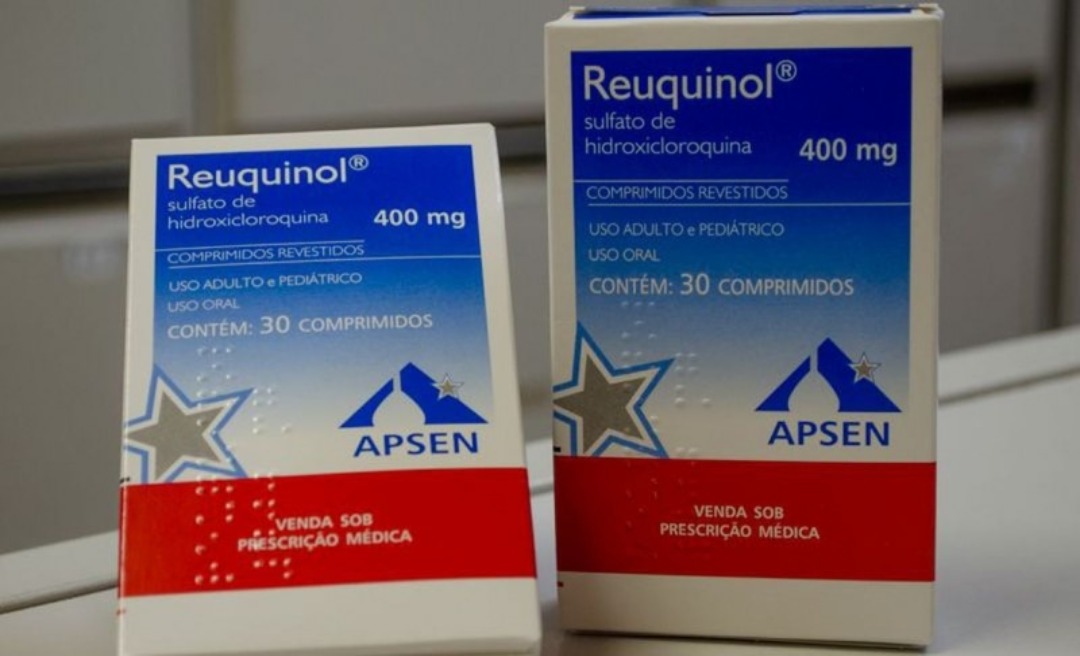 Reuquinol®
sulfato de
hidroxicloroquina
400 mg
COMPRIMIDOS REVESTIDOS
USO ADULTO e PEDIÁTRICO
USO ORAL
CONTÉM: 30 COMPRIMIDOS
APSEN
VENDA SOB
PRESCRIÇÃO MÉDICA
Reuquinol®
sulfato de
hidroxicloroquina
400 mg
COMPRIMIDOS REVESTIDOS
USO ADULTO e PEDIÁTRICO
USO ORAL
CONTÉM: 30 COMPRIMIDOS
APSEN
VENDA SOB
PRESCRIÇÃO MÉDICA